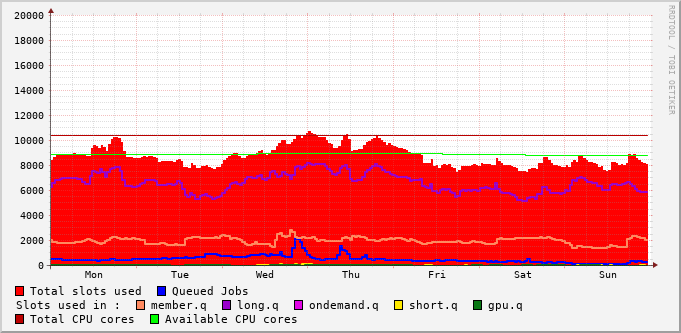 20000
18000
16000
14000
12000
10000
8000
6000
4000
2000
0
Mon Tue Wed Thu Fri Sat Sun
Total slots used Queued Jobs
Slots used in : member.q long.q ondemand.q short.q gpu.q
Total CPU cores Available CPU cores
RRDTOOL / TOBI OETIKER